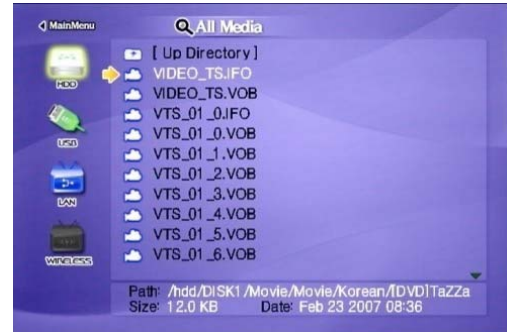 MainMenu
All Media
HDD
USB
LAN
WIRELESS
[ Up Directory ]
VIDEO_TS.IFO
VIDEO_TS.VOB
VTS_01_0.IFO
VTS_01_0.VOB
VTS_01_1.VOB
VTS_01_2.VOB
VTS_01_3.VOB
VTS_01_4.VOB
VTS_01_5.VOB
VTS_01_6.VOB
Path: /hdd/DISK1/Movie/Movie/Korean/[DVD]TaZZa
Size: 12.0 KB Date: Feb 23 2007 08:36